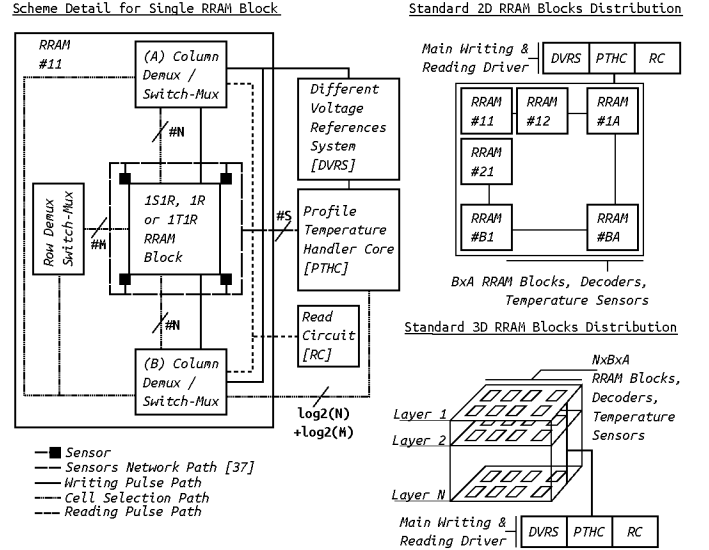 Scheme Detail for Single RRAM Block
RRAM
#11
(A) Column
Demux /
Switch-Mux
#N
Row Demux
Switch-Mux
#M
1S1R, 1R
or 1T1R
RRAM
Block
#S
#N
(B) Column
Demux /
Switch-Mux
Different
Voltage
References
System
[DVRS]
Profile
Temperature
Handler Core
[PTHC]
Read
Circuit
[RC]
log2(N)
+log2(M)
Sensor
Sensors Network Path [37]
Writing Pulse Path
Cell Selection Path
Reading Pulse Path
Standard 2D RRAM Blocks Distribution
Main Writing &
Reading Driver
DVRS PTHC RC
RRAM
#11
RRAM
#12
RRAM
#1A
RRAM
#21
RRAM
#B1
RRAM
#BA
BxA RRAM Blocks, Decoders,
Temperature Sensors
Standard 3D RRAM Blocks Distribution
NxBxA
RRAM Blocks,
Decoders,
Temperature
Sensors
Layer 1
Layer 2
Layer N
Main Writing &
Reading Driver
DVRS PTHC RC